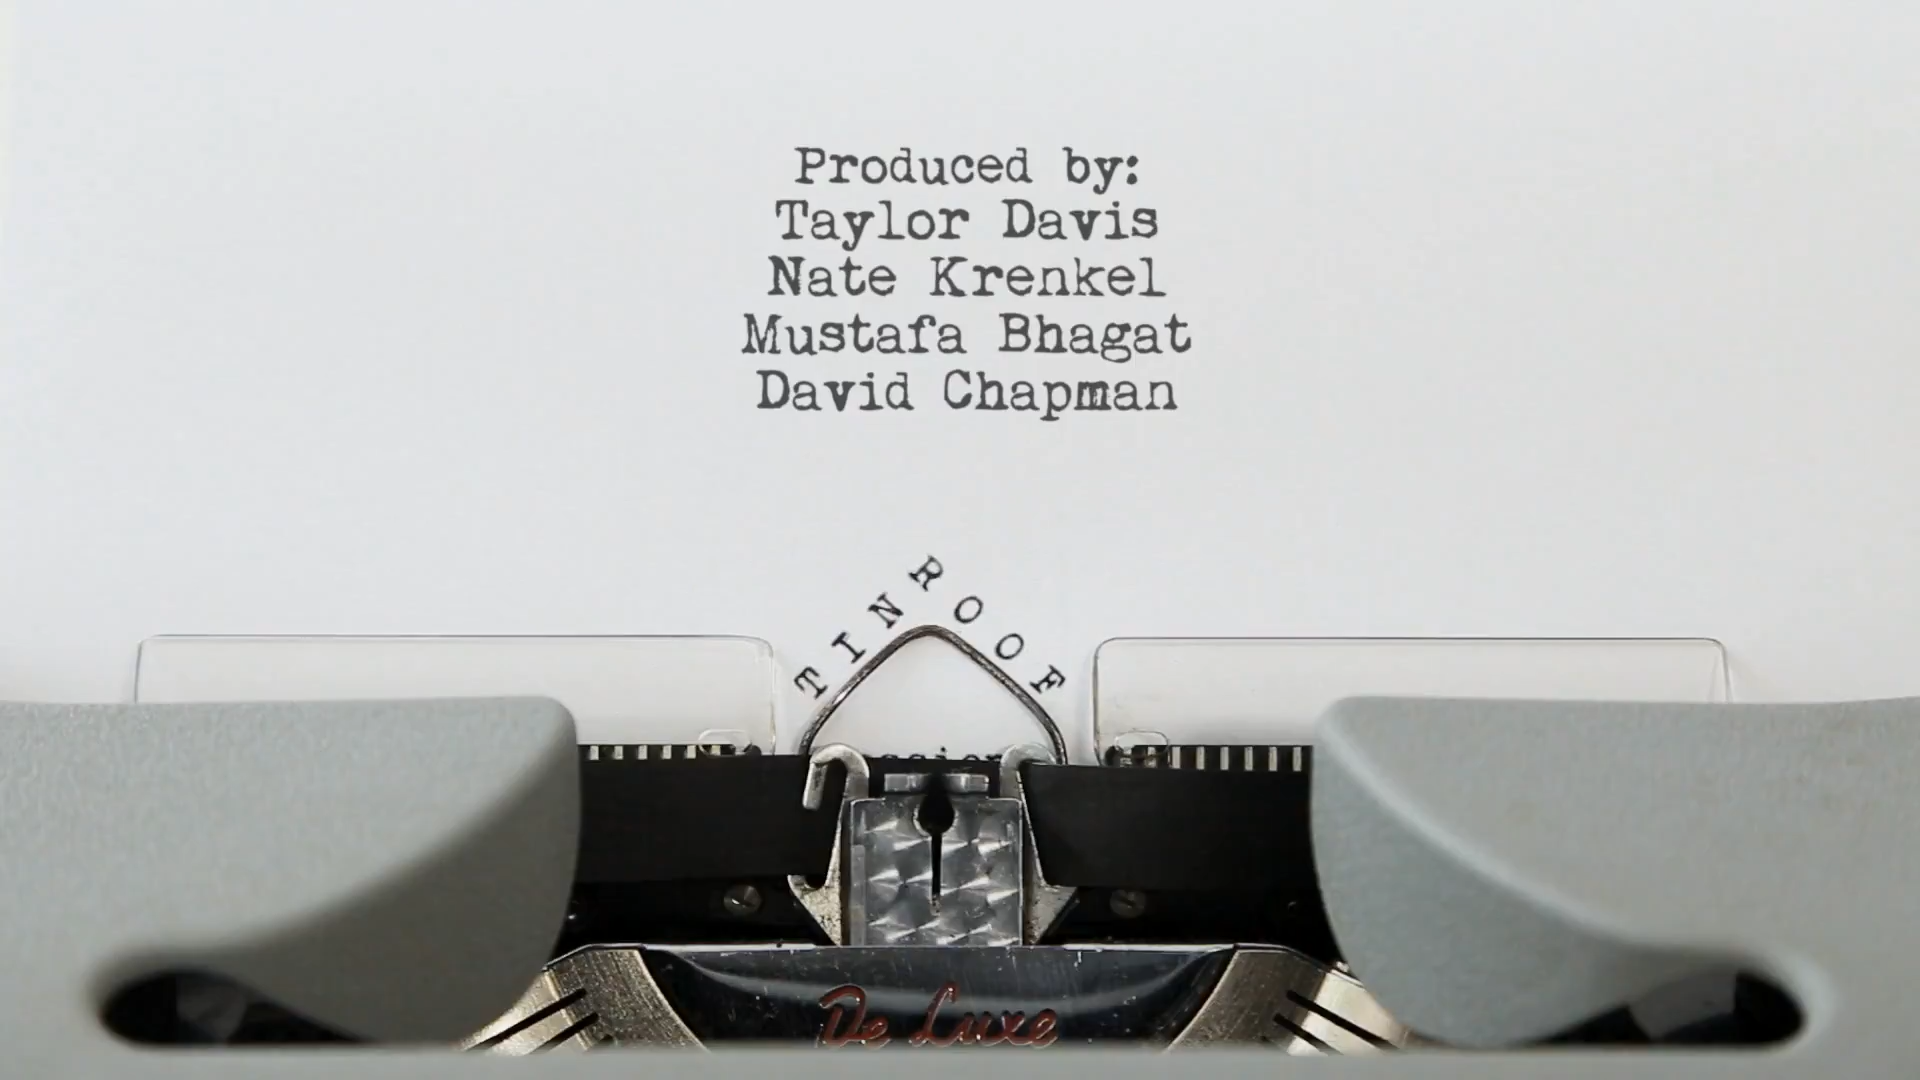 Produced by:
Taylor Davis
Nate Krenkel
Mustafa Bhagat
David Chapman
TINROOF
De Luxe